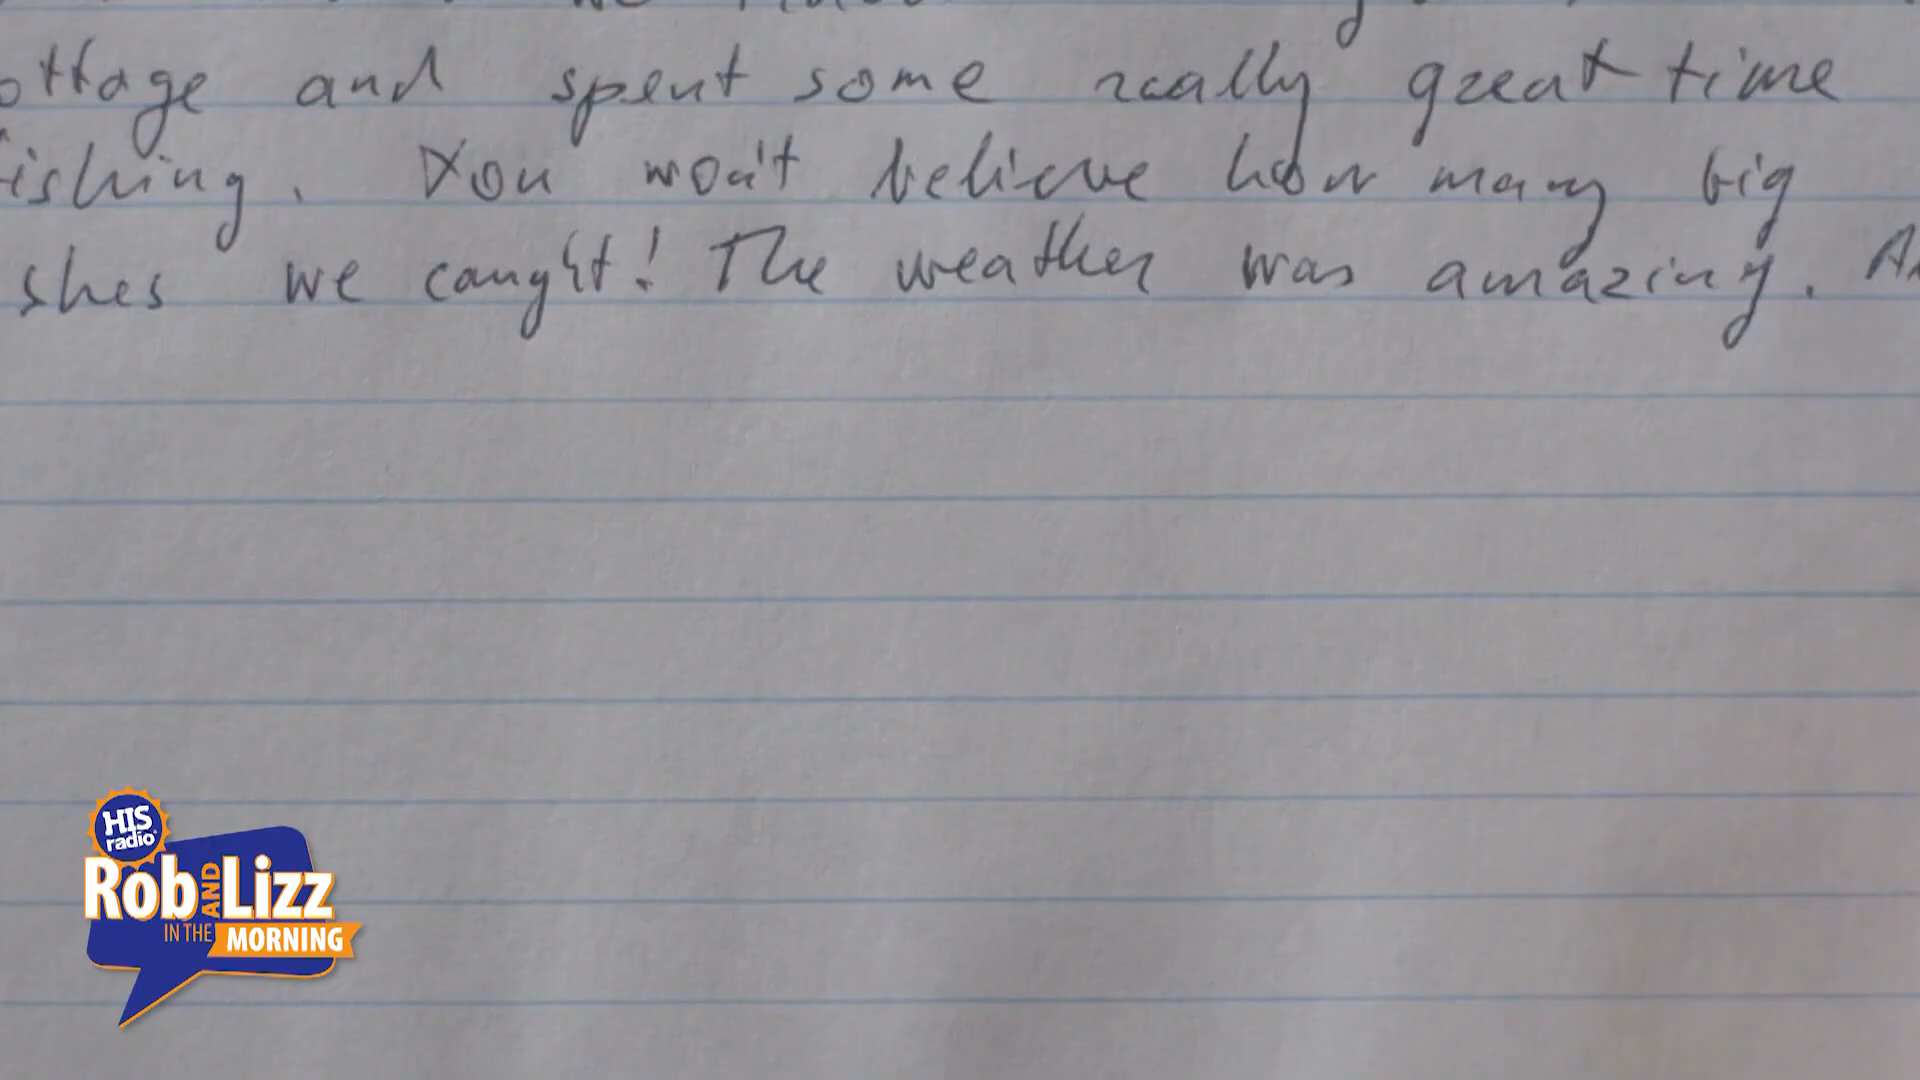 we
ottage and spent some really great time
ishing. You won't believe how many big
shes we caught! The weather was amazing. A
HIS
radio
Rob AND Lizz
IN THE MORNING